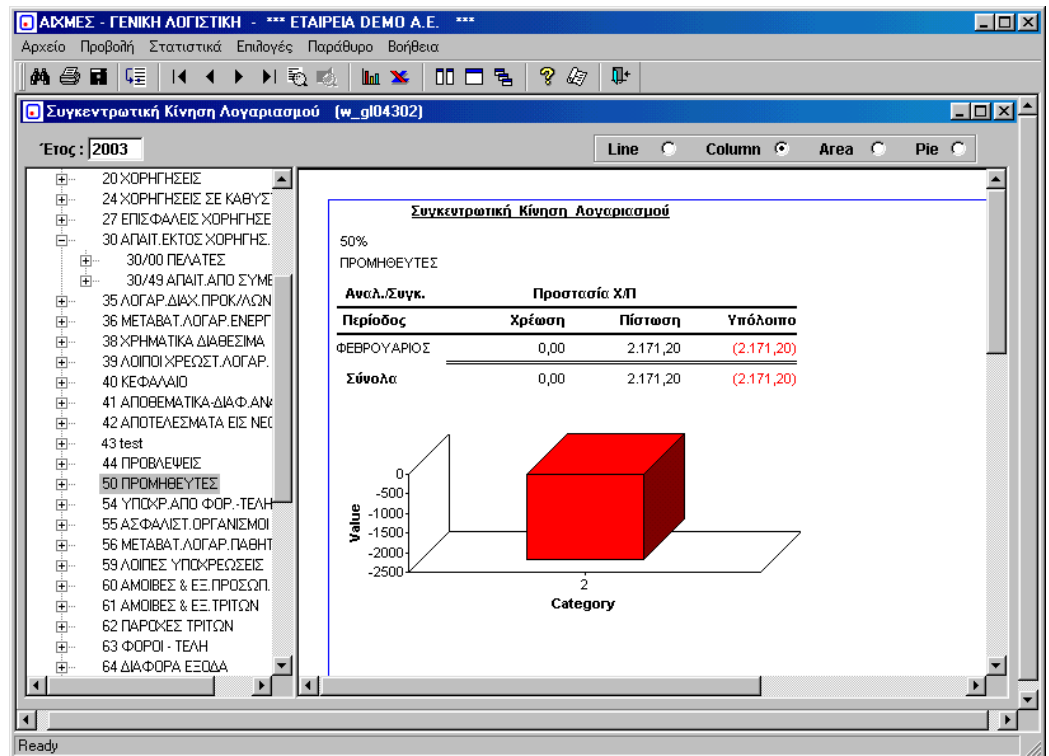 ΑΙΧΜΕΣ - ΓΕΝΙΚΗ ΛΟΓΙΣΤΙΚΗ - *** ΕΤΑΙΡΕΙΑ DEMO A.E. ***
Αρχείο Προβολή Στατιστικά Επιλογές Παράθυρο Βοήθεια
Συγκεντρωτική Κίνηση Λογαριασμού (w_gl04302)
Έτος : 2003
Line Column Area Pie
20 ΧΟΡΗΓΗΣΕΙΣ
24 ΧΟΡΗΓΗΣΕΙΣ ΣΕ ΚΑΘΥΣΤ
27 ΕΠΙΣΦΑΛΕΙΣ ΧΟΡΗΓΗΣΕ
30 ΑΠΑΙΤ.ΕΚΤΟΣ ΧΟΡΗΓΗΣ.
30/00 ΠΕΛΑΤΕΣ
30/49 ΑΠΑΙΤ.ΑΠΟ ΣΥΜΒ
35 ΛΟΓΑΡ.ΔΙΑΧ.ΠΡΟΚ/ΛΩΝ
36 ΜΕΤΑΒΑΤ.ΛΟΓΑΡ.ΕΝΕΡΓ
38 ΧΡΗΜΑΤΙΚΑ ΔΙΑΘΕΣΙΜΑ
39 ΛΟΙΠΟΙ ΧΡΕΩΣΤ.ΛΟΓΑΡ.
40 ΚΕΦΑΛΑΙΟ
41 ΑΠΟΘΕΜΑΤΙΚΑ-ΔΙΑΦ.ΑΝΑ
42 ΑΠΟΤΕΛΕΣΜΑΤΑ ΕΙΣ ΝΕΟ
43 test
44 ΠΡΟΒΛΕΨΕΙΣ
50 ΠΡΟΜΗΘΕΥΤΕΣ
54 ΥΠΟΧΡ.ΑΠΟ ΦΟΡ.-ΤΕΛΗ
55 ΑΣΦΑΛΙΣΤ.ΟΡΓΑΝΙΣΜΟΙ
56 ΜΕΤΑΒΑΤ.ΛΟΓΑΡ.ΠΑΘΗΤ
59 ΛΟΙΠΕΣ ΥΠΟΧΡΕΩΣΕΙΣ
60 ΑΜΟΙΒΕΣ & ΕΞ.ΠΡΟΣΩΠ.
61 ΑΜΟΙΒΕΣ & ΕΞ.ΤΡΙΤΩΝ
62 ΠΑΡΟΧΕΣ ΤΡΙΤΩΝ
63 ΦΟΡΟΙ - ΤΕΛΗ
64 ΔΙΑΦΟΡΑ ΕΞΟΔΑ
Συγκεντρωτική Κίνηση Λογαριασμού
50%
ΠΡΟΜΗΘΕΥΤΕΣ
Αναλ./Συγκ. Προστασία Χ/Π
Περίοδος Χρέωση Πίστωση Υπόλοιπο
ΦΕΒΡΟΥΑΡΙΟΣ 0,00 2.171,20 (2.171,20)
Σύνολα 0,00 2.171,20 (2.171,20)
0
-500
-1000
-1500
-2000
-2500
Value
2
Category
Ready